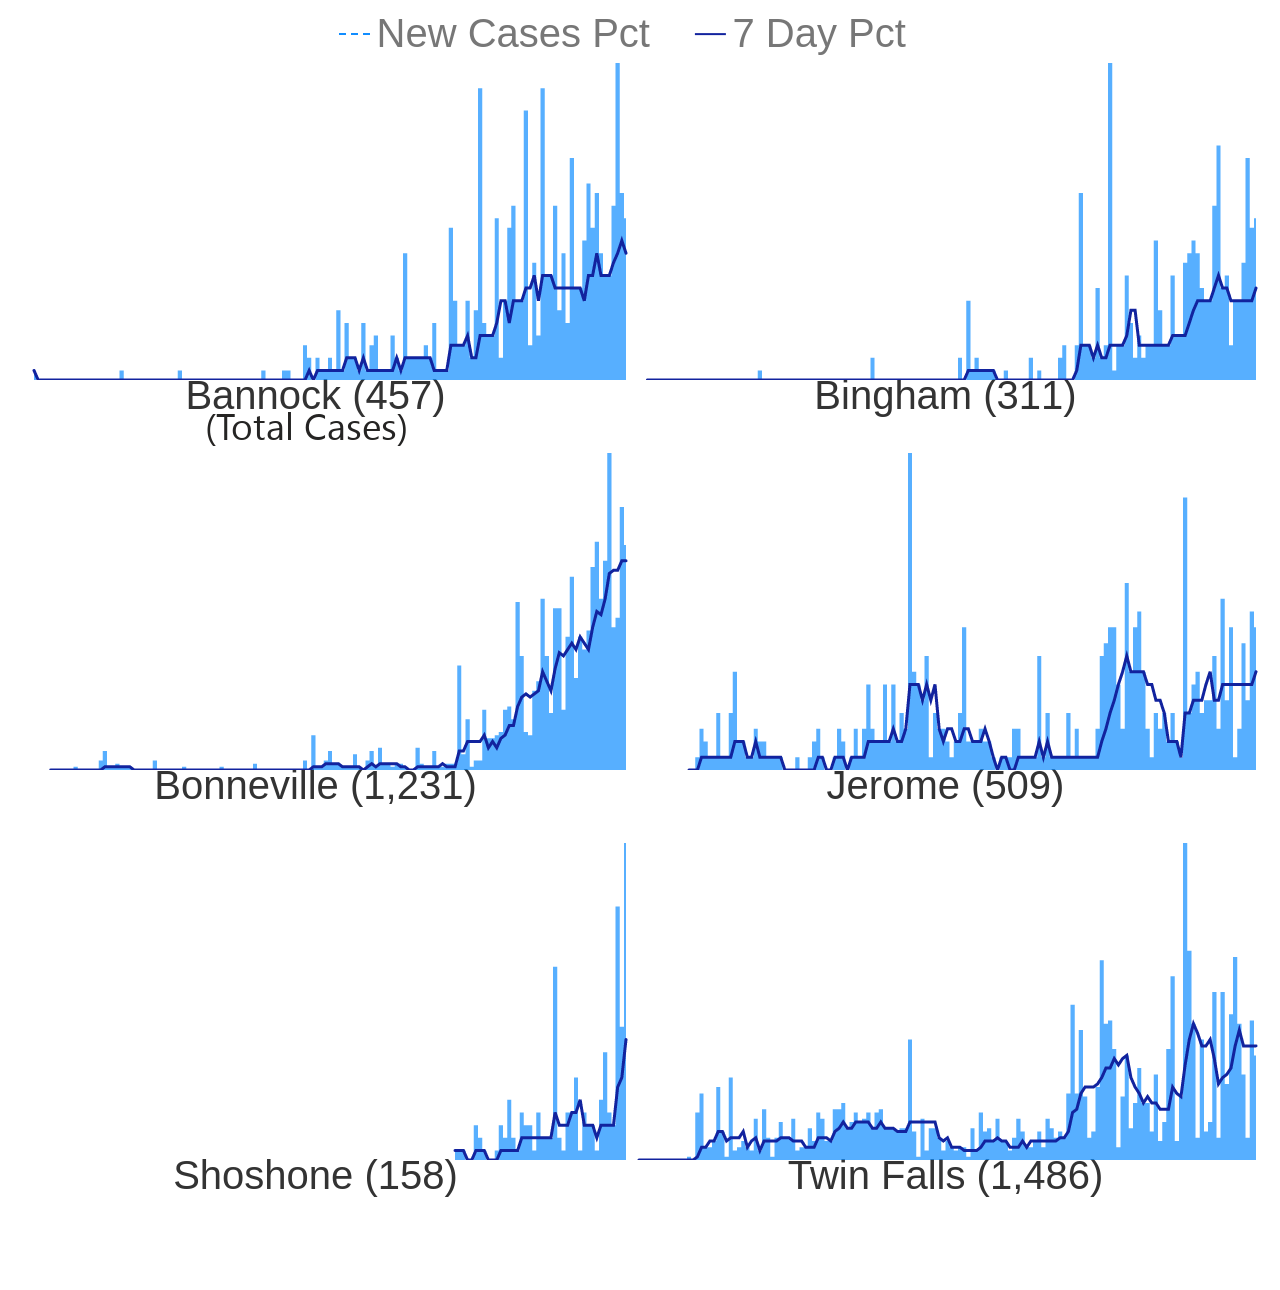 New Cases Pct 7 Day Pct
Bannock (457) Bingham (311)
(Total Cases)
Bonneville (1,231) Jerome (509)
Shoshone (158) Twin Falls (1,486)